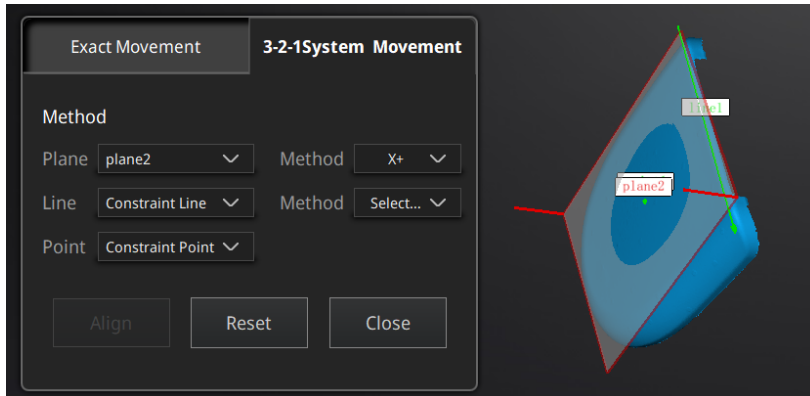 Exact Movement
3-2-1System Movement
Method
Plane plane2 Method X+
Line Constraint Line Method Select...
Point Constraint Point
Align Reset Close
line1
plane2